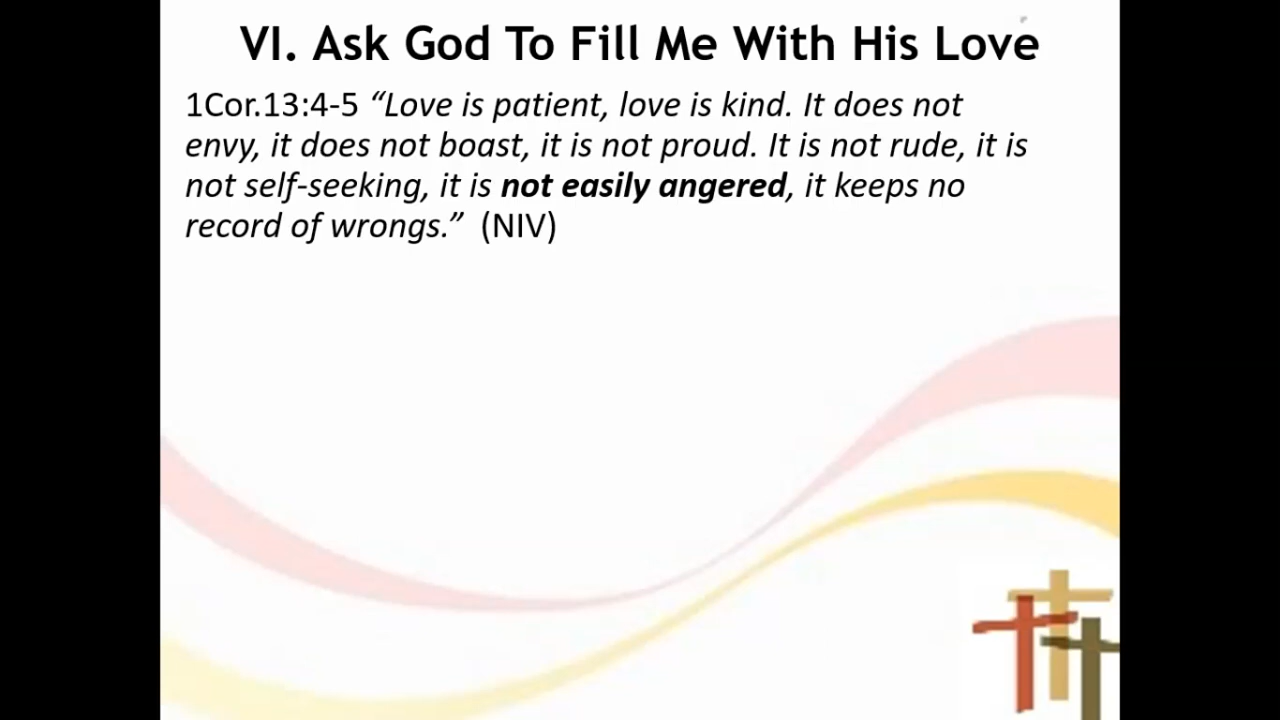 VI. Ask God To Fill Me With His Love
1Cor.13:4-5 “Love is patient, love is kind. It does not
envy, it does not boast, it is not proud. It is not rude, it is
not self-seeking, it is not easily angered, it keeps no
record of wrongs.” (NIV)